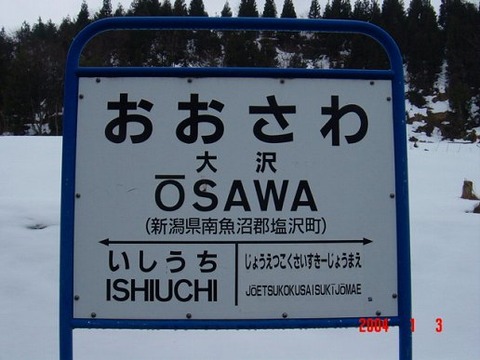 おおさわ
大沢
ŌSAWA
(新潟県南魚沼郡塩沢町)
いしうち
ISHIUCHI
じょうえつこくさいすきーじょうまえ
JŌETSUKOKUSAISUKĪJŌMAE
2004 1 3